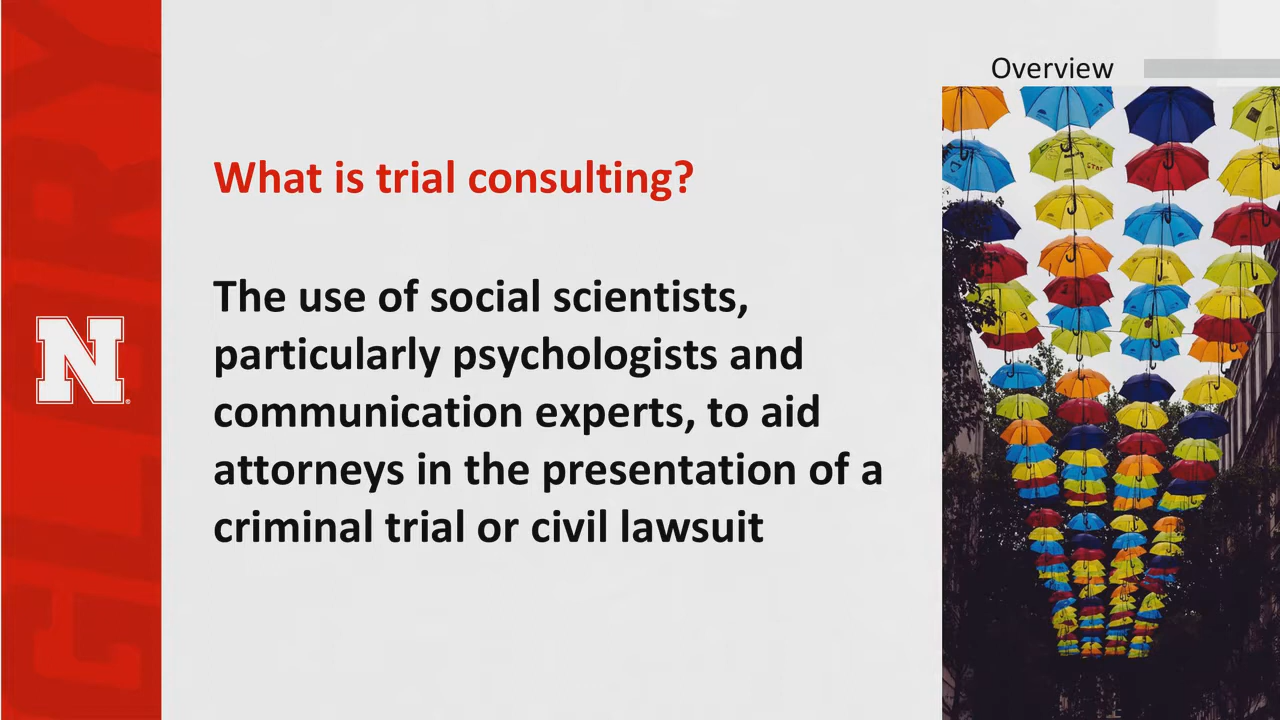 Overview
What is trial consulting?
The use of social scientists,
particularly psychologists and
communication experts, to aid
attorneys in the presentation of a
criminal trial or civil lawsuit
N
GLORY